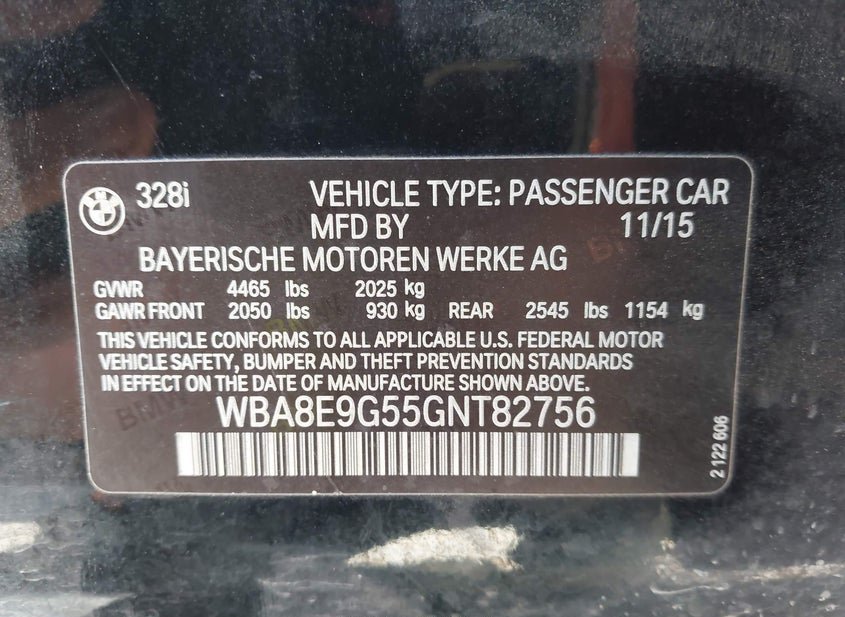 328i VEHICLE TYPE: PASSENGER CAR
MFD BY 11/15
BAYERISCHE MOTOREN WERKE AG
GVWR 4465 lbs 2025 kg
GAWR FRONT 2050 lbs 930 kg REAR 2545 lbs 1154 kg
THIS VEHICLE CONFORMS TO ALL APPLICABLE U.S. FEDERAL MOTOR
VEHICLE SAFETY, BUMPER AND THEFT PREVENTION STANDARDS
IN EFFECT ON THE DATE OF MANUFACTURE SHOWN ABOVE.
WBA8E9G55GNT82756
2 122 606